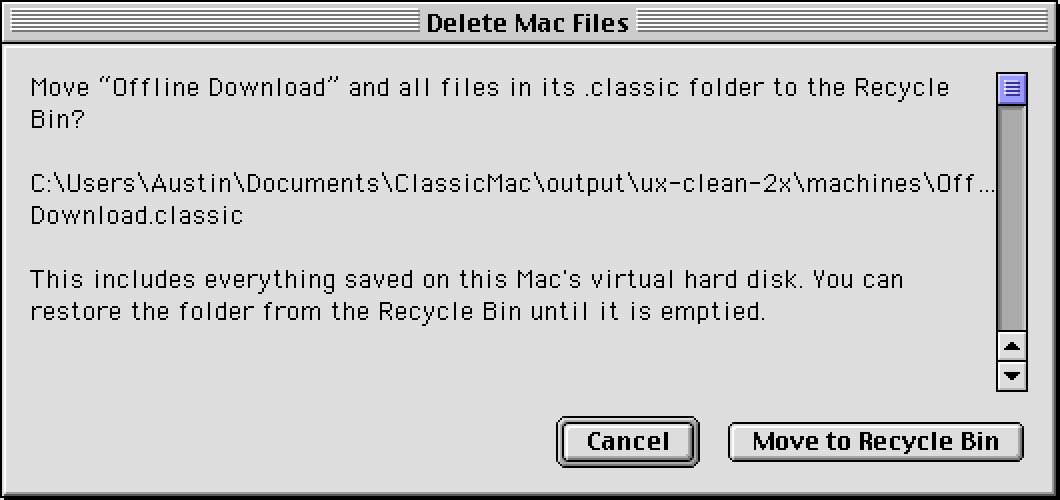 Delete Mac Files
Move “Offline Download” and all files in its .classic folder to the Recycle
Bin?
C:\Users\Austin\Documents\ClassicMac\output\ux-clean-2x\machines\Off...
Download.classic
This includes everything saved on this Mac's virtual hard disk. You can
restore the folder from the Recycle Bin until it is emptied.
Cancel
Move to Recycle Bin